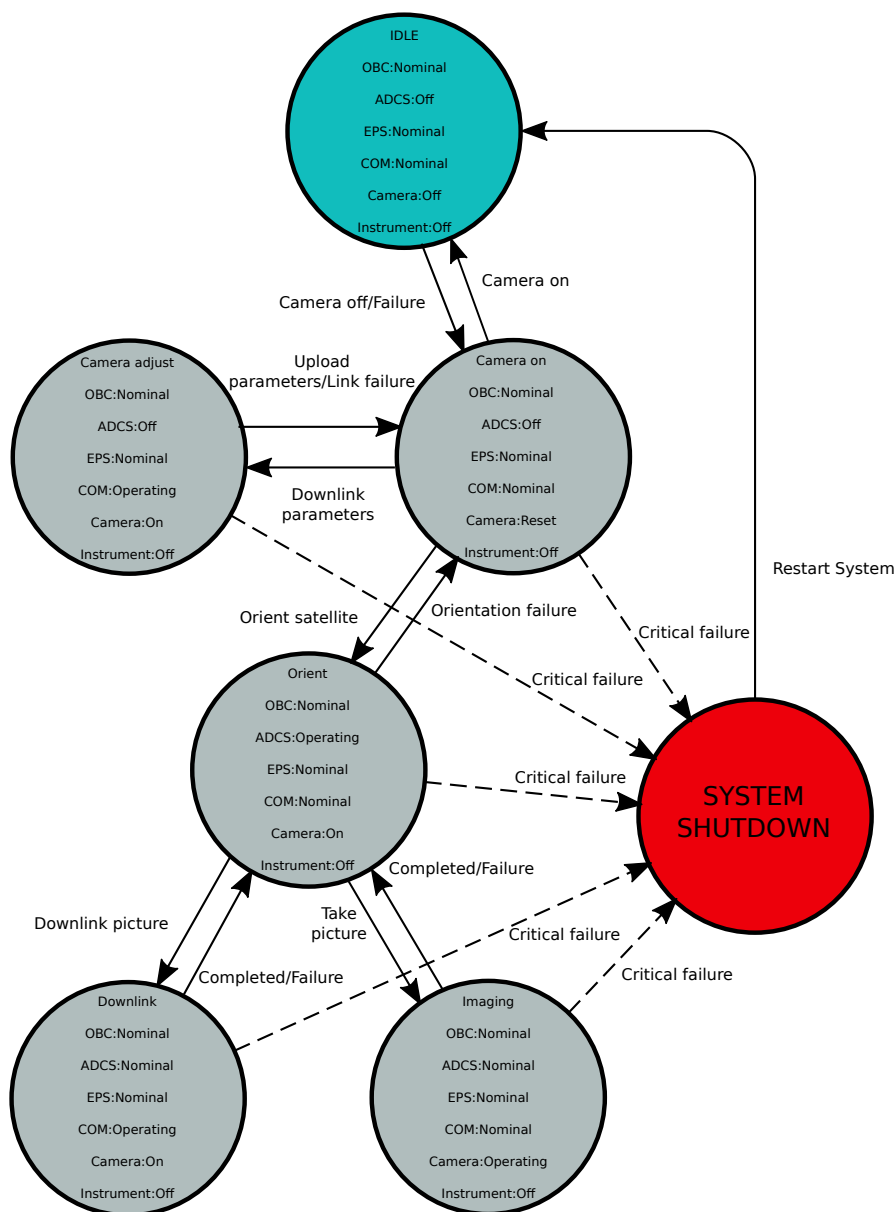 IDLE
OBC:Nominal
ADCS:Off
EPS:Nominal
COM:Nominal
Camera:Off
Instrument:Off
Camera on
Camera off/Failure
Camera adjust
OBC:Nominal
ADCS:Off
EPS:Nominal
COM:Operating
Camera:On
Instrument:Off
Upload
parameters/Link failure
Downlink
parameters
Camera on
OBC:Nominal
ADCS:Off
EPS:Nominal
COM:Nominal
Camera:Reset
Instrument:Off
Restart System
Orient satellite
Orientation failure
Critical failure
Critical failure
Orient
OBC:Nominal
ADCS:Operating
EPS:Nominal
COM:Nominal
Camera:On
Instrument:Off
Critical failure
SYSTEM
SHUTDOWN
Downlink picture
Completed/Failure
Take
picture
Completed/Failure
Critical failure
Critical failure
Downlink
OBC:Nominal
ADCS:Nominal
EPS:Nominal
COM:Operating
Camera:On
Instrument:Off
Imaging
OBC:Nominal
ADCS:Nominal
EPS:Nominal
COM:Nominal
Camera:Operating
Instrument:Off